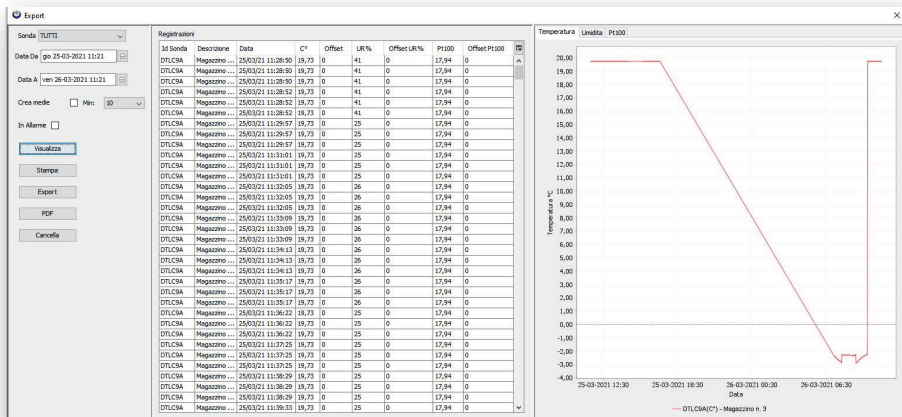 Export
Sonda TUTTI
Data Da gio 25-03-2021 11:21
Data A ven 26-03-2021 11:21
Crea medie Min: 10
In Allarme
Visualizza
Stampa
Export
PDF
Cancella
Registrazioni
Id Sonda Descrizione Data C° Offset UR% Offset UR% Pt100 Offset Pt100
DTLC9A Magazzino ... 25/03/21 11:28:50 19,73 0 41 0 17,94 0
DTLC9A Magazzino ... 25/03/21 11:28:50 19,73 0 41 0 17,94 0
DTLC9A Magazzino ... 25/03/21 11:28:50 19,73 0 41 0 17,94 0
DTLC9A Magazzino ... 25/03/21 11:28:52 19,73 0 41 0 17,94 0
DTLC9A Magazzino ... 25/03/21 11:28:52 19,73 0 41 0 17,94 0
DTLC9A Magazzino ... 25/03/21 11:28:52 19,73 0 41 0 17,94 0
DTLC9A Magazzino ... 25/03/21 11:29:57 19,73 0 25 0 17,94 0
DTLC9A Magazzino ... 25/03/21 11:29:57 19,73 0 25 0 17,94 0
DTLC9A Magazzino ... 25/03/21 11:29:57 19,73 0 25 0 17,94 0
DTLC9A Magazzino ... 25/03/21 11:31:01 19,73 0 25 0 17,94 0
DTLC9A Magazzino ... 25/03/21 11:31:01 19,73 0 25 0 17,94 0
DTLC9A Magazzino ... 25/03/21 11:31:01 19,73 0 25 0 17,94 0
DTLC9A Magazzino ... 25/03/21 11:32:05 19,73 0 26 0 17,94 0
DTLC9A Magazzino ... 25/03/21 11:32:05 19,73 0 26 0 17,94 0
DTLC9A Magazzino ... 25/03/21 11:32:05 19,73 0 26 0 17,94 0
DTLC9A Magazzino ... 25/03/21 11:33:09 19,73 0 26 0 17,94 0
DTLC9A Magazzino ... 25/03/21 11:33:09 19,73 0 26 0 17,94 0
DTLC9A Magazzino ... 25/03/21 11:33:09 19,73 0 26 0 17,94 0
DTLC9A Magazzino ... 25/03/21 11:34:13 19,73 0 26 0 17,94 0
DTLC9A Magazzino ... 25/03/21 11:34:13 19,73 0 26 0 17,94 0
DTLC9A Magazzino ... 25/03/21 11:34:13 19,73 0 26 0 17,94 0
DTLC9A Magazzino ... 25/03/21 11:35:17 19,73 0 26 0 17,94 0
DTLC9A Magazzino ... 25/03/21 11:35:17 19,73 0 26 0 17,94 0
DTLC9A Magazzino ... 25/03/21 11:35:17 19,73 0 26 0 17,94 0
DTLC9A Magazzino ... 25/03/21 11:36:22 19,73 0 25 0 17,94 0
DTLC9A Magazzino ... 25/03/21 11:36:22 19,73 0 25 0 17,94 0
DTLC9A Magazzino ... 25/03/21 11:36:22 19,73 0 25 0 17,94 0
DTLC9A Magazzino ... 25/03/21 11:37:25 19,73 0 25 0 17,94 0
DTLC9A Magazzino ... 25/03/21 11:37:25 19,73 0 25 0 17,94 0
DTLC9A Magazzino ... 25/03/21 11:37:25 19,73 0 25 0 17,94 0
DTLC9A Magazzino ... 25/03/21 11:38:29 19,73 0 25 0 17,94 0
DTLC9A Magazzino ... 25/03/21 11:38:29 19,73 0 25 0 17,94 0
DTLC9A Magazzino ... 25/03/21 11:38:29 19,73 0 25 0 17,94 0
DTLC9A Magazzino ... 25/03/21 11:39:33 19,73 0 25 0 17,94 0
Temperatura Umidita Pt100
20,00
19,00
18,00
17,00
16,00
15,00
14,00
13,00
12,00
11,00
10,00
9,00
8,00
7,00
6,00
5,00
4,00
3,00
2,00
1,00
0,00
-1,00
-2,00
-3,00
-4,00
Temperatura °C
25-03-2021 12:30 25-03-2021 18:30 26-03-2021 00:30 26-03-2021 06:30
Data
DTLC9A(C°) - Magazzino n. 3